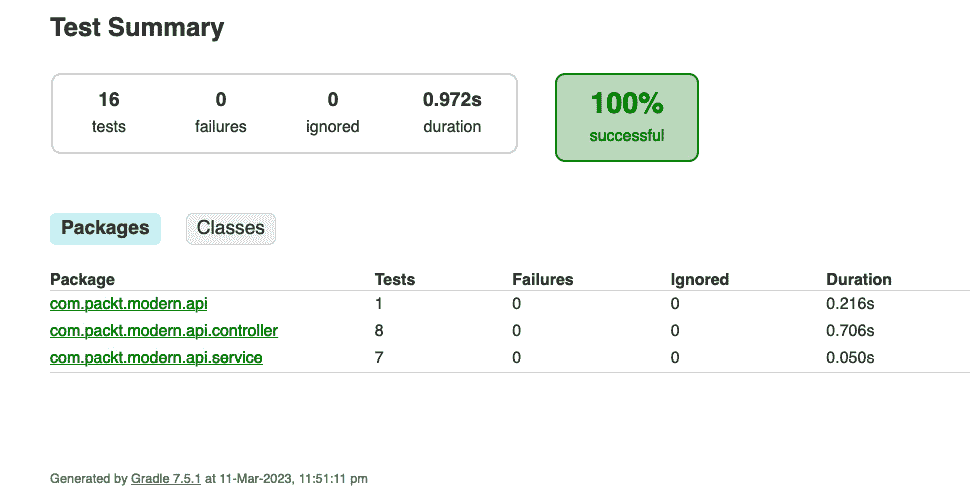 Test Summary
16 0 0 0.972s 100%
tests failures ignored duration successful
Packages Classes
Package Tests Failures Ignored Duration
com.packt.modern.api 1 0 0 0.216s
com.packt.modern.api.controller 8 0 0 0.706s
com.packt.modern.api.service 7 0 0 0.050s
Generated by Gradle 7.5.1 at 11-Mar-2023, 11:51:11 pm